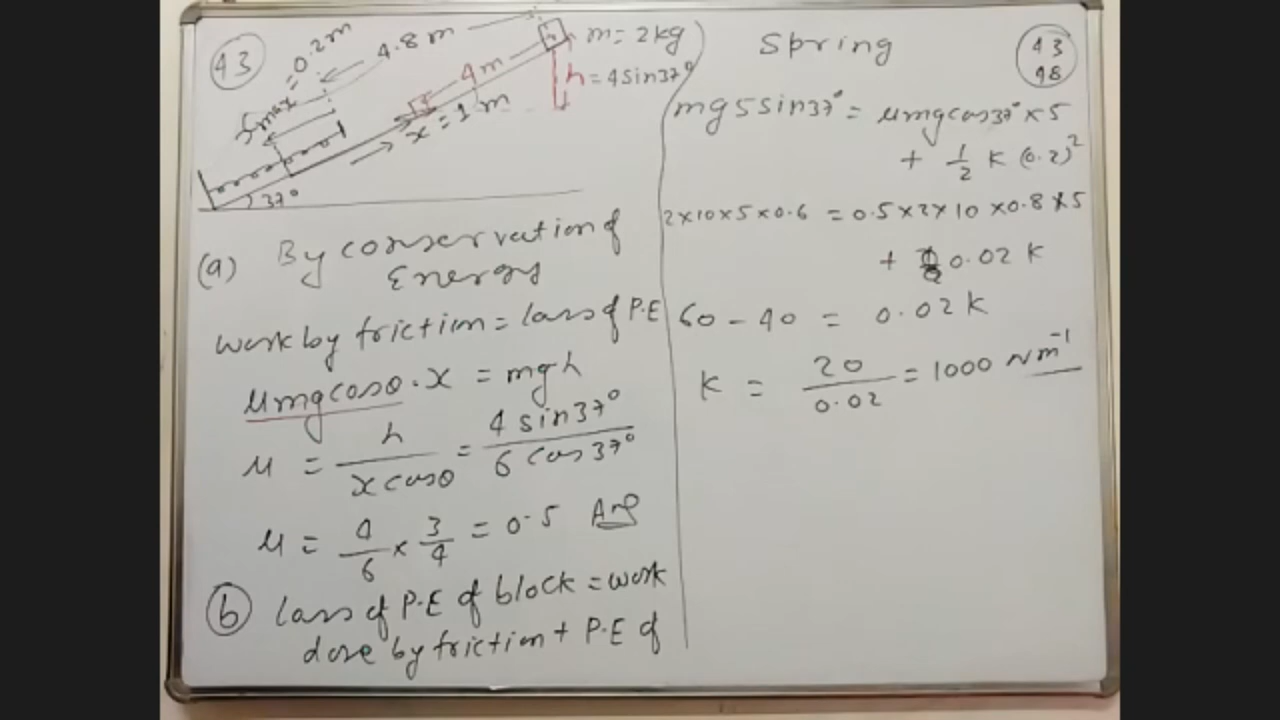 43
δmax = 0.2m
4.8 m
4m
m = 2kg
h = 4sin37°
x = 1 m
37°
(a) By conservation of
Energy
work by friction = loss of P.E
μmgcosθ.x = mgh
μ = h / x cosθ = 4 sin37° / 6 cos37°
μ = 4/6 × 3/4 = 0.5 Ans
(b) loss of P.E of block = work
done by friction + P.E of
Spring
43
48
mg5sin37° = μmgcos37° × 5
+ 1/2 K (0.2)²
2×10×5×0.6 = 0.5×2×10×0.8×5
+ 0.02 K
60 - 40 = 0.02 K
K = 20 / 0.02 = 1000 Nm⁻¹